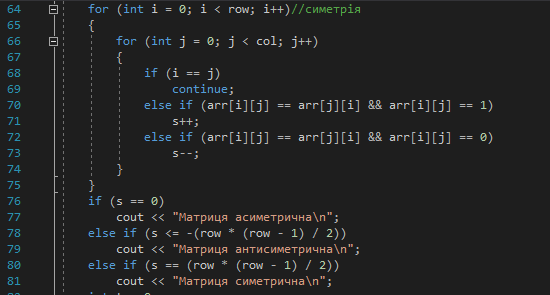 64 for (int i = 0; i < row; i++)//симетрія
65 {
66 for (int j = 0; j < col; j++)
67 {
68 if (i == j)
69 continue;
70 else if (arr[i][j] == arr[j][i] && arr[i][j] == 1)
71 s++;
72 else if (arr[i][j] == arr[j][i] && arr[i][j] == 0)
73 s--;
74 }
75 }
76 if (s == 0)
77 cout << "Матриця асиметрична\n";
78 else if (s <= -(row * (row - 1) / 2))
79 cout << "Матриця антисиметрична\n";
80 else if (s == (row * (row - 1) / 2))
81 cout << "Матриця симетрична\n";